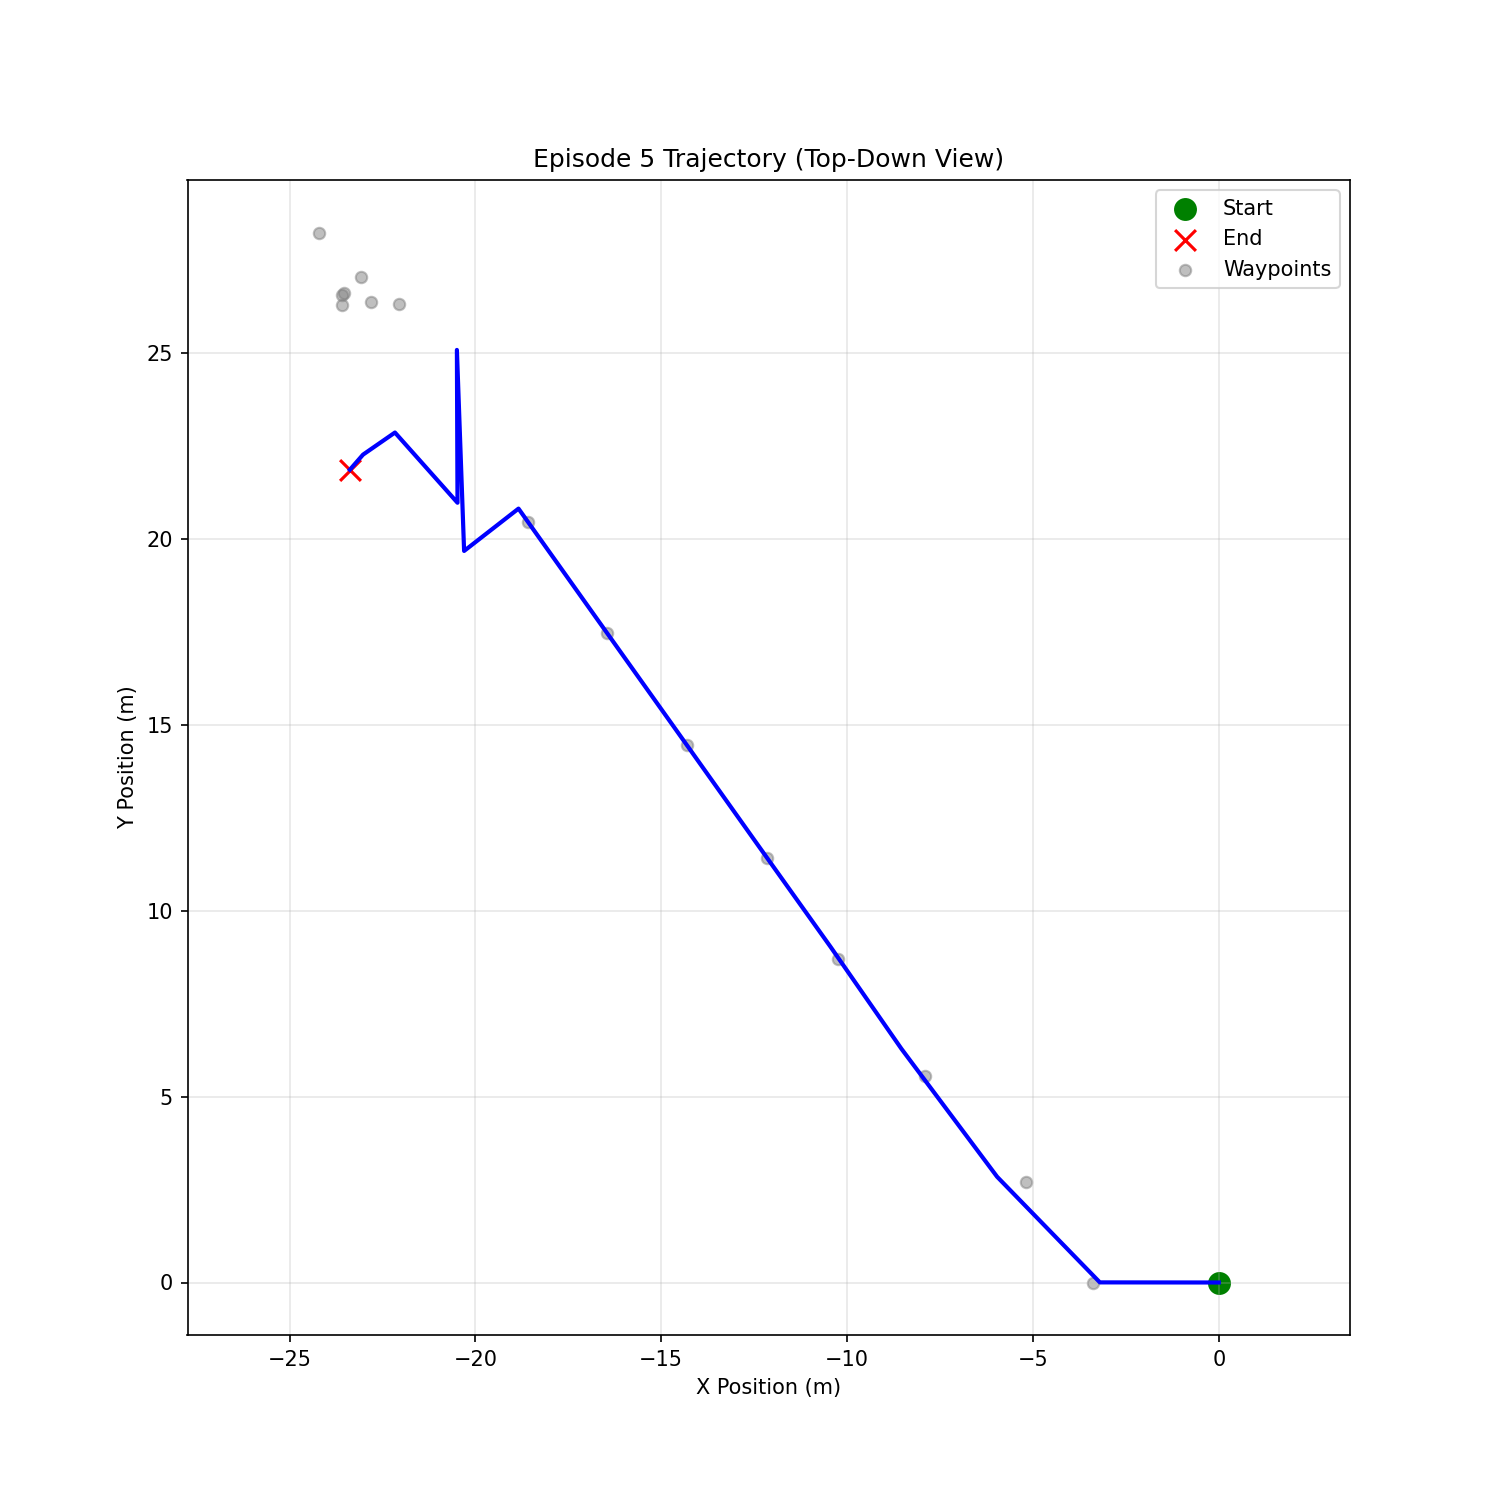 Episode 5 Trajectory (Top-Down View)
Start
End
Waypoints
25
20
15
10
5
0
Y Position (m)
−25 −20 −15 −10 −5 0
X Position (m)